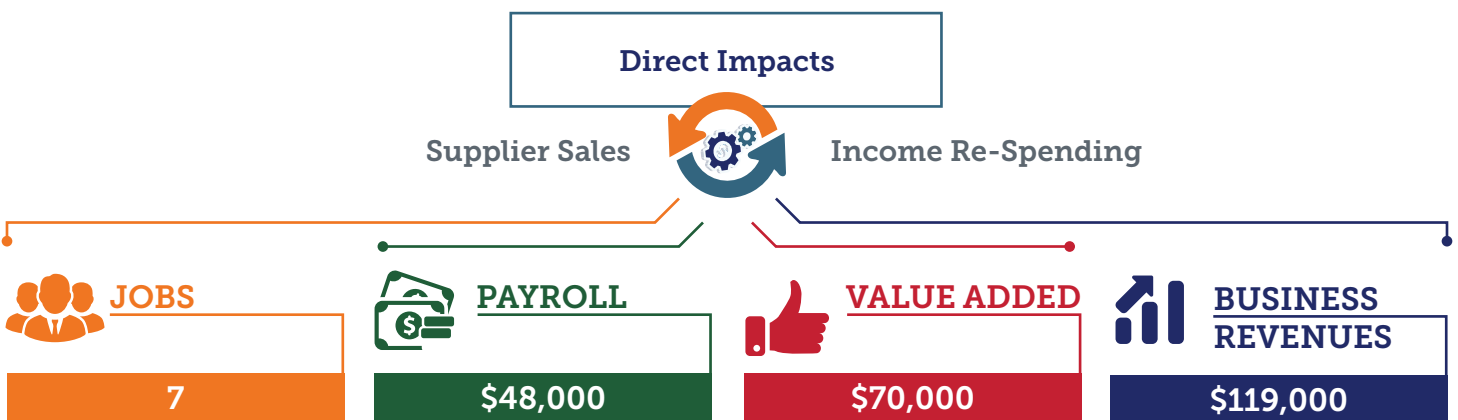 Direct Impacts
Supplier Sales
Income Re-Spending
JOBS
7
PAYROLL
$
$48,000
VALUE ADDED
$70,000
BUSINESS
REVENUES
$119,000